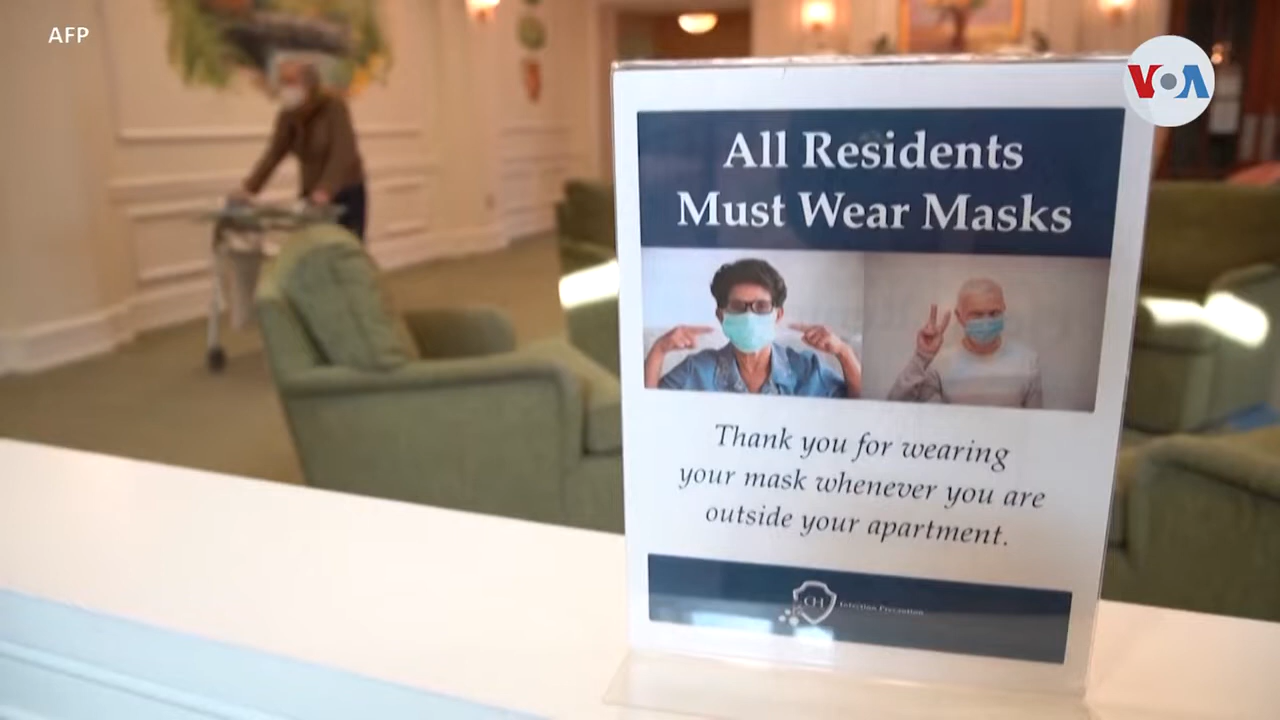 AFP
VOA
All Residents
Must Wear Masks
Thank you for wearing
your mask whenever you are
outside your apartment.
CH
Infection Prevention